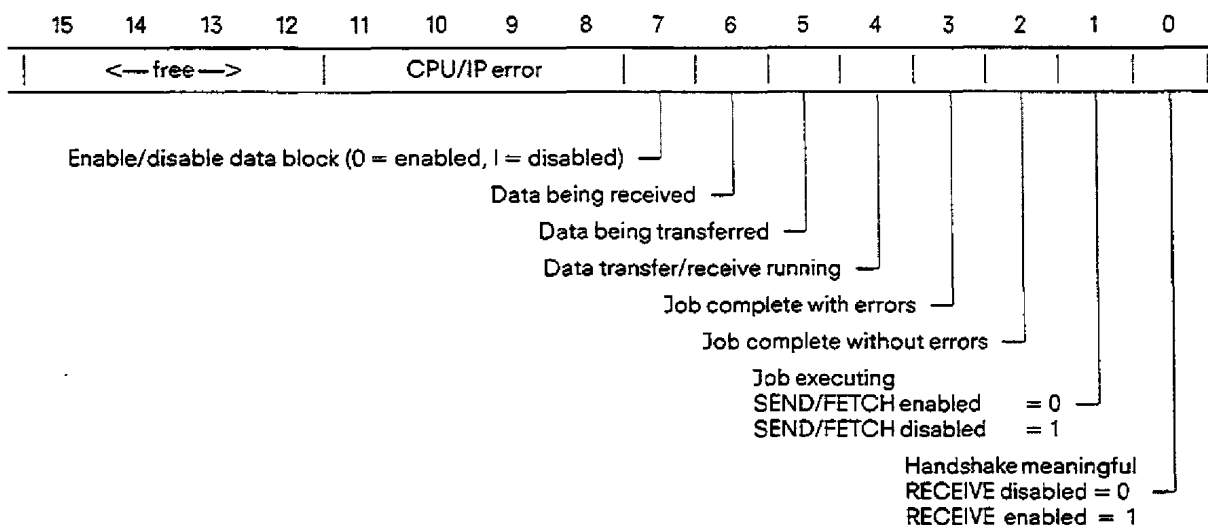 15 14 13 12 11 10 9 8 7 6 5 4 3 2 1 0
<—free—> CPU/IP error
Enable/disable data block (0 = enabled, I = disabled)
Data being received
Data being transferred
Data transfer/receive running
Job complete with errors
Job complete without errors
Job executing
SEND/FETCH enabled = 0
SEND/FETCH disabled = 1
Handshake meaningful
RECEIVE disabled = 0
RECEIVE enabled = 1